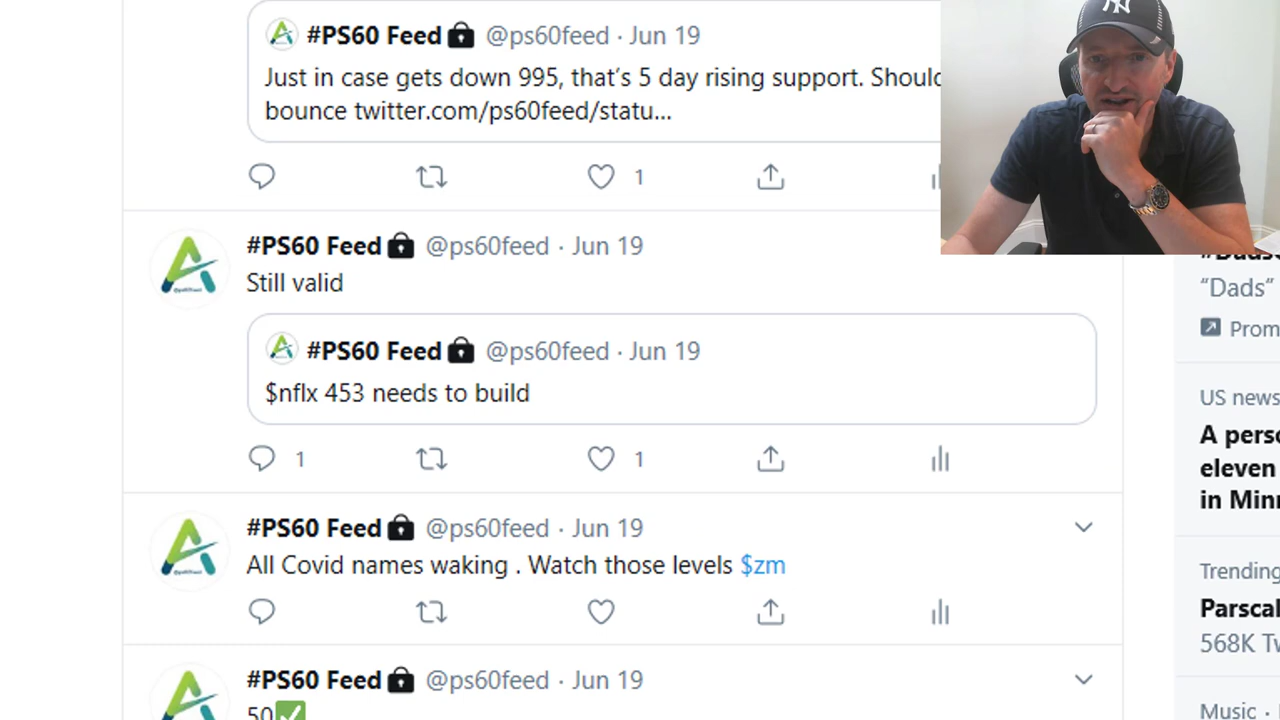 #PS60 Feed @ps60feed · Jun 19
Just in case gets down 995, that's 5 day rising support. Should
bounce twitter.com/ps60feed/statu...
1
#PS60 Feed @ps60feed · Jun 19
Still valid
#PS60 Feed @ps60feed · Jun 19
$nflx 453 needs to build
1 1
#PS60 Feed @ps60feed · Jun 19
All Covid names waking . Watch those levels $zm
#PS60 Feed @ps60feed · Jun 19
50✅
NY
"Dads"
Prom
US news
A perso
eleven
in Minn
Trending
Parscal
568K Tw
Music ·